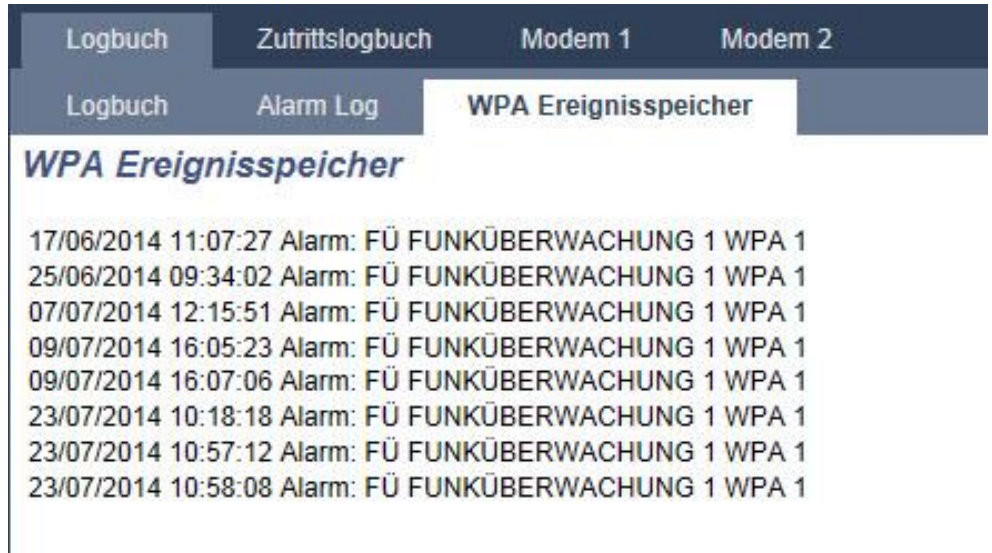 Logbuch Zutrittslogbuch Modem 1 Modem 2
Logbuch Alarm Log WPA Ereignisspeicher
WPA Ereignisspeicher
17/06/2014 11:07:27 Alarm: FÜ FUNKÜBERWACHUNG 1 WPA 1
25/06/2014 09:34:02 Alarm: FÜ FUNKÜBERWACHUNG 1 WPA 1
07/07/2014 12:15:51 Alarm: FÜ FUNKÜBERWACHUNG 1 WPA 1
09/07/2014 16:05:23 Alarm: FÜ FUNKÜBERWACHUNG 1 WPA 1
09/07/2014 16:07:06 Alarm: FÜ FUNKÜBERWACHUNG 1 WPA 1
23/07/2014 10:18:18 Alarm: FÜ FUNKÜBERWACHUNG 1 WPA 1
23/07/2014 10:57:12 Alarm: FÜ FUNKÜBERWACHUNG 1 WPA 1
23/07/2014 10:58:08 Alarm: FÜ FUNKÜBERWACHUNG 1 WPA 1